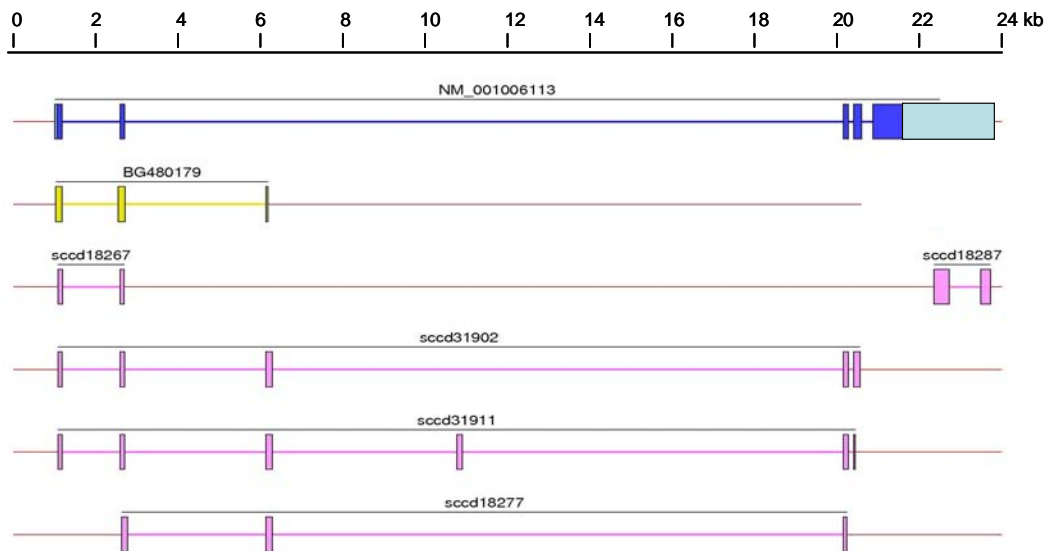 0 2 4 6 8 10 12 14 16 18 20 22 24 kb
NM_001006113
BG480179
sccd18267 sccd18287
sccd31902
sccd31911
sccd18277